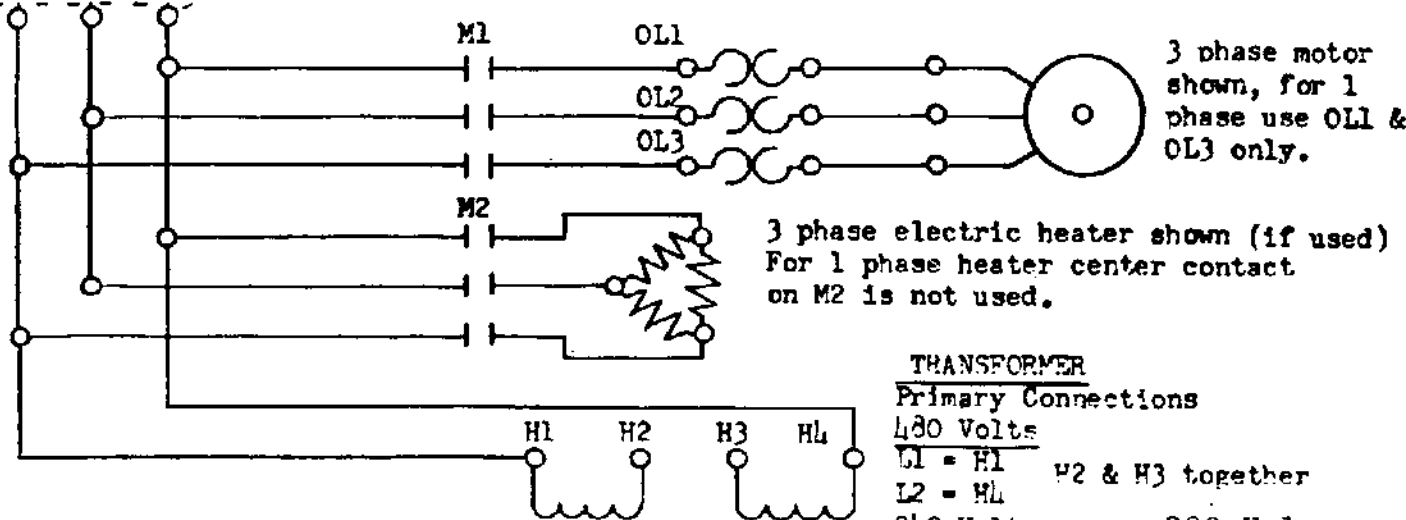 M1
OL1
OL2
OL3
3 phase motor
shown, for 1
phase use OL1 &
OL3 only.
M2
3 phase electric heater shown (if used)
For 1 phase heater center contact
on M2 is not used.
TRANSFORMER
Primary Connections
480 Volts
H1 H2 H3 H4
L1 = H1
H2 & H3 together
L2 = H4